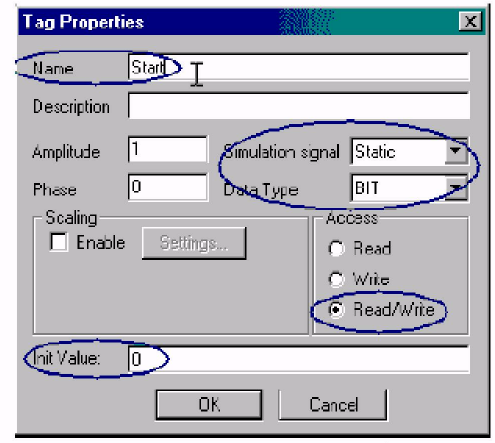 Tag Properties
Name Start
Description
Amplitude 1 Simulation signal Static
Phase 0 Data Type BIT
Scaling Access
Enable Settings... Read
Write
Read/Write
Init Value: 0
OK Cancel